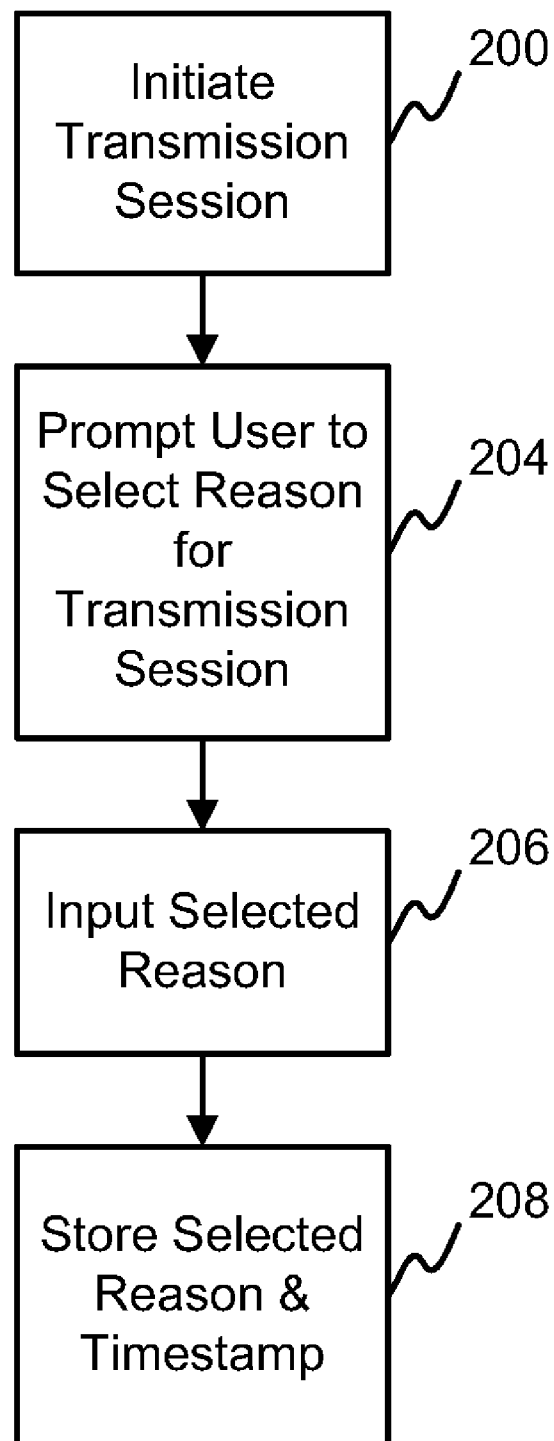 200
Initiate
Transmission
Session
204
Prompt User to
Select Reason
for
Transmission
Session
206
Input Selected
Reason
208
Store Selected
Reason &
Timestamp